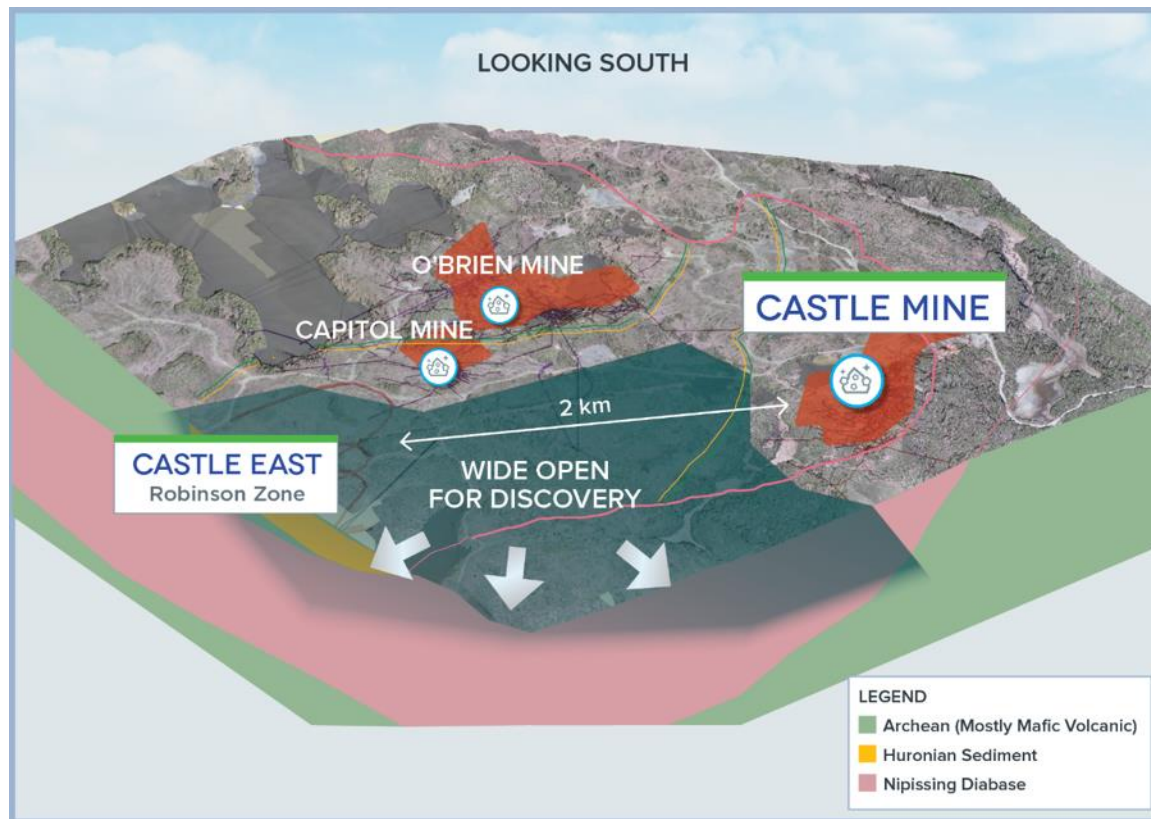 LOOKING SOUTH
O'BRIEN MINE
CAPITOL MINE
CASTLE MINE
2 km
CASTLE EAST
Robinson Zone
WIDE OPEN
FOR DISCOVERY
LEGEND
Archean (Mostly Mafic Volcanic)
Huronian Sediment
Nipissing Diabase